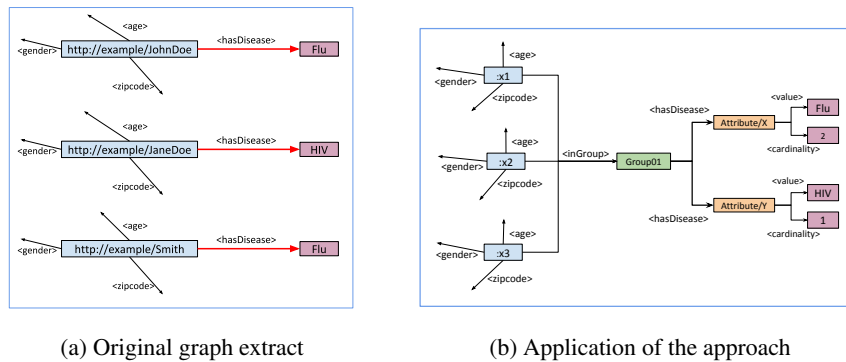 <age>
<gender> http://example/JohnDoe <hasDisease> Flu
<zipcode>
<age>
<gender> http://example/JaneDoe <hasDisease> HIV
<zipcode>
<age>
<gender> http://example/Smith <hasDisease> Flu
<zipcode>
(a) Original graph extract
<age>
<gender> :x1
<zipcode>
<age>
<gender> :x2
<zipcode>
<age>
<gender> :x3
<zipcode>
<inGroup> Group01
<hasDisease> Attribute/X
<value> Flu
2
<cardinality>
<hasDisease> Attribute/Y
<value> HIV
1
<cardinality>
(b) Application of the approach